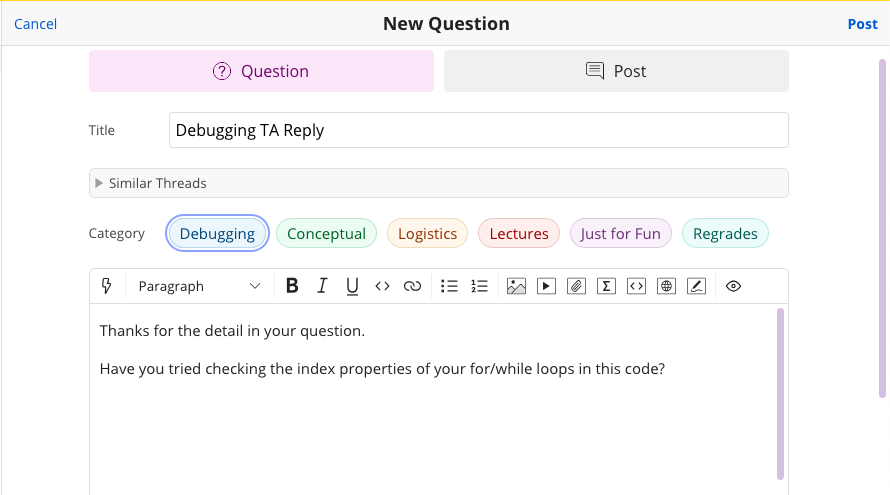 Cancel New Question Post
Question Post
Title Debugging TA Reply
Similar Threads
Category Debugging Conceptual Logistics Lectures Just for Fun Regrades
Paragraph B I U
Thanks for the detail in your question.
Have you tried checking the index properties of your for/while loops in this code?